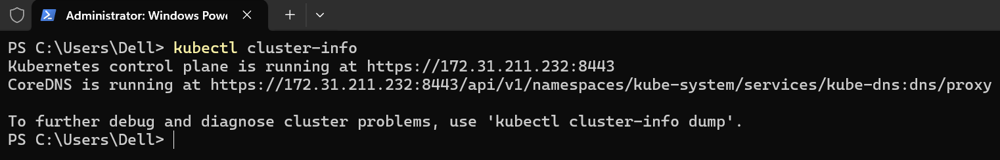 Administrator: Windows Pow
PS C:\Users\Dell> kubectl cluster-info
Kubernetes control plane is running at https://172.31.211.232:8443
CoreDNS is running at https://172.31.211.232:8443/api/v1/namespaces/kube-system/services/kube-dns:dns/proxy
To further debug and diagnose cluster problems, use 'kubectl cluster-info dump'.
PS C:\Users\Dell>